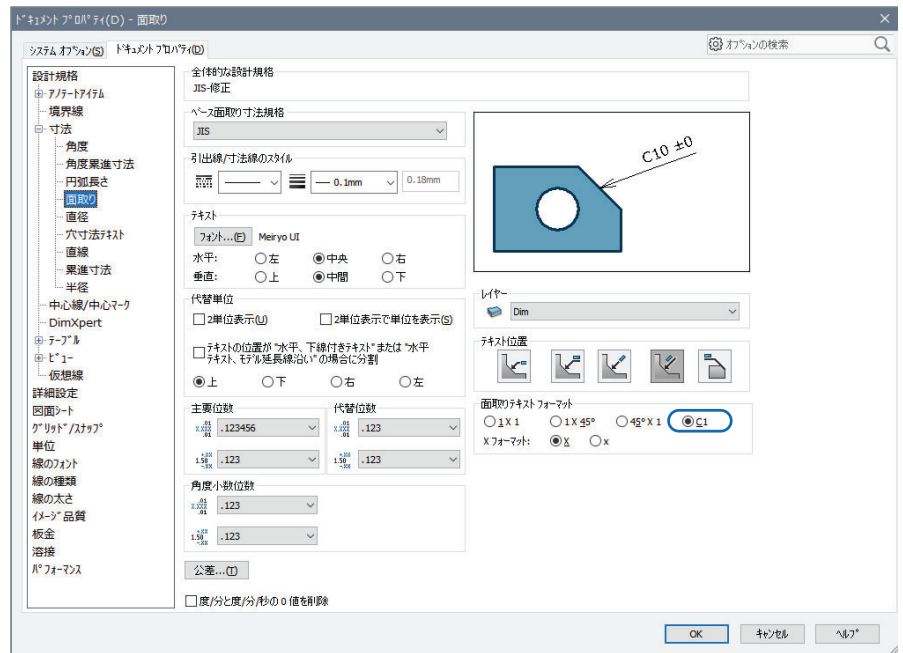 ドキュメント プロパティ(D) - 面取り
システム オプション(S) ドキュメント プロパティ(D)
オプションの検索
設計規格
アノテートアイテム
境界線
寸法
角度
角度累進寸法
円弧長さ
面取り
直径
穴寸法テキスト
直線
累進寸法
半径
中心線/中心マーク
DimXpert
テーブル
ビュー
仮想線
詳細設定
図面シート
グリッド/スナップ
単位
線のフォント
線の種類
線の太さ
イメージ品質
板金
溶接
パフォーマンス
全体的な設計規格
JIS-修正
ベース面取り寸法規格
JIS
引出線/寸法線のスタイル
0.1mm 0.18mm
テキスト
フォント...(F) Meiryo UI
水平: 左 中央 右
垂直: 上 中間 下
代替単位
2単位表示(U) 2単位表示で単位を表示(S)
テキストの位置が "水平、下線付きテキスト" または "水平
テキスト、モデル延長線沿い" の場合に分割
上 下 右 左
主要位数 代替位数
.123456 .123
.123 .123
角度小数位数
.123
.123
公差...(T)
度/分と度/分/秒の 0 値を削除
C10 ±0
レイヤー
Dim
テキスト位置
面取りテキスト フォーマット
1 X 1 1 X 45° 45° X 1 C1
X フォーマット: X x
OK キャンセル ヘルプ